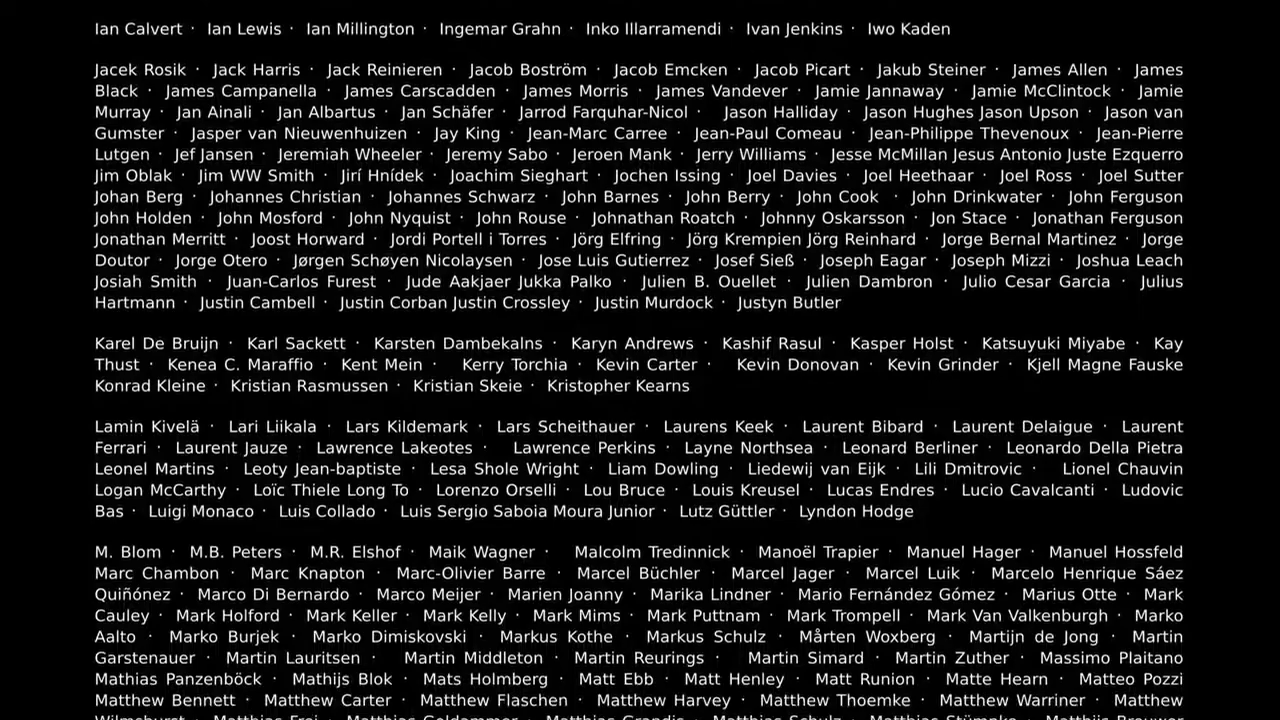 Ian Calvert · Ian Lewis · Ian Millington · Ingemar Grahn · Inko Illarramendi · Ivan Jenkins · Iwo Kaden
Jacek Rosik · Jack Harris · Jack Reinieren · Jacob Boström · Jacob Emcken · Jacob Picart · Jakub Steiner · James Allen · James
Black · James Campanella · James Carscadden · James Morris · James Vandever · Jamie Jannaway · Jamie McClintock · Jamie
Murray · Jan Ainali · Jan Albartus · Jan Schäfer · Jarrod Farquhar-Nicol · Jason Halliday · Jason Hughes Jason Upson · Jason van
Gumster · Jasper van Nieuwenhuizen · Jay King · Jean-Marc Carree · Jean-Paul Comeau · Jean-Philippe Thevenoux · Jean-Pierre
Lutgen · Jef Jansen · Jeremiah Wheeler · Jeremy Sabo · Jeroen Mank · Jerry Williams · Jesse McMillan Jesus Antonio Juste Ezquerro
Jim Oblak · Jim WW Smith · Jirí Hnídek · Joachim Sieghart · Jochen Issing · Joel Davies · Joel Heethaar · Joel Ross · Joel Sutter
Johan Berg · Johannes Christian · Johannes Schwarz · John Barnes · John Berry · John Cook · John Drinkwater · John Ferguson
John Holden · John Mosford · John Nyquist · John Rouse · Johnathan Roatch · Johnny Oskarsson · Jon Stace · Jonathan Ferguson
Jonathan Merritt · Joost Horward · Jordi Portell i Torres · Jörg Elfring · Jörg Krempien Jörg Reinhard · Jorge Bernal Martinez · Jorge
Doutor · Jorge Otero · Jørgen Schøyen Nicolaysen · Jose Luis Gutierrez · Josef Sieß · Joseph Eagar · Joseph Mizzi · Joshua Leach
Josiah Smith · Juan-Carlos Furest · Jude Aakjaer Jukka Palko · Julien B. Ouellet · Julien Dambron · Julio Cesar Garcia · Julius
Hartmann · Justin Cambell · Justin Corban Justin Crossley · Justin Murdock · Justyn Butler
Karel De Bruijn · Karl Sackett · Karsten Dambekalns · Karyn Andrews · Kashif Rasul · Kasper Holst · Katsuyuki Miyabe · Kay
Thust · Kenea C. Maraffio · Kent Mein · Kerry Torchia · Kevin Carter · Kevin Donovan · Kevin Grinder · Kjell Magne Fauske
Konrad Kleine · Kristian Rasmussen · Kristian Skeie · Kristopher Kearns
Lamin Kivelä · Lari Liikala · Lars Kildemark · Lars Scheithauer · Laurens Keek · Laurent Bibard · Laurent Delaigue · Laurent
Ferrari · Laurent Jauze · Lawrence Lakeotes · Lawrence Perkins · Layne Northsea · Leonard Berliner · Leonardo Della Pietra
Leonel Martins · Leoty Jean-baptiste · Lesa Shole Wright · Liam Dowling · Liedewij van Eijk · Lili Dmitrovic · Lionel Chauvin
Logan McCarthy · Loïc Thiele Long To · Lorenzo Orselli · Lou Bruce · Louis Kreusel · Lucas Endres · Lucio Cavalcanti · Ludovic
Bas · Luigi Monaco · Luis Collado · Luis Sergio Saboia Moura Junior · Lutz Güttler · Lyndon Hodge
M. Blom · M.B. Peters · M.R. Elshof · Maik Wagner · Malcolm Tredinnick · Manoël Trapier · Manuel Hager · Manuel Hossfeld
Marc Chambon · Marc Knapton · Marc-Olivier Barre · Marcel Büchler · Marcel Jager · Marcel Luik · Marcelo Henrique Sáez
Quiñónez · Marco Di Bernardo · Marco Meijer · Marien Joanny · Marika Lindner · Mario Fernández Gómez · Marius Otte · Mark
Cauley · Mark Holford · Mark Keller · Mark Kelly · Mark Mims · Mark Puttnam · Mark Trompell · Mark Van Valkenburgh · Marko
Aalto · Marko Burjek · Marko Dimiskovski · Markus Kothe · Markus Schulz · Mårten Woxberg · Martijn de Jong · Martin
Garstenauer · Martin Lauritsen · Martin Middleton · Martin Reurings · Martin Simard · Martin Zuther · Massimo Plaitano
Mathias Panzenböck · Mathijs Blok · Mats Holmberg · Matt Ebb · Matt Henley · Matt Runion · Matte Hearn · Matteo Pozzi
Matthew Bennett · Matthew Carter · Matthew Flaschen · Matthew Harvey · Matthew Thoemke · Matthew Warriner · Matthew